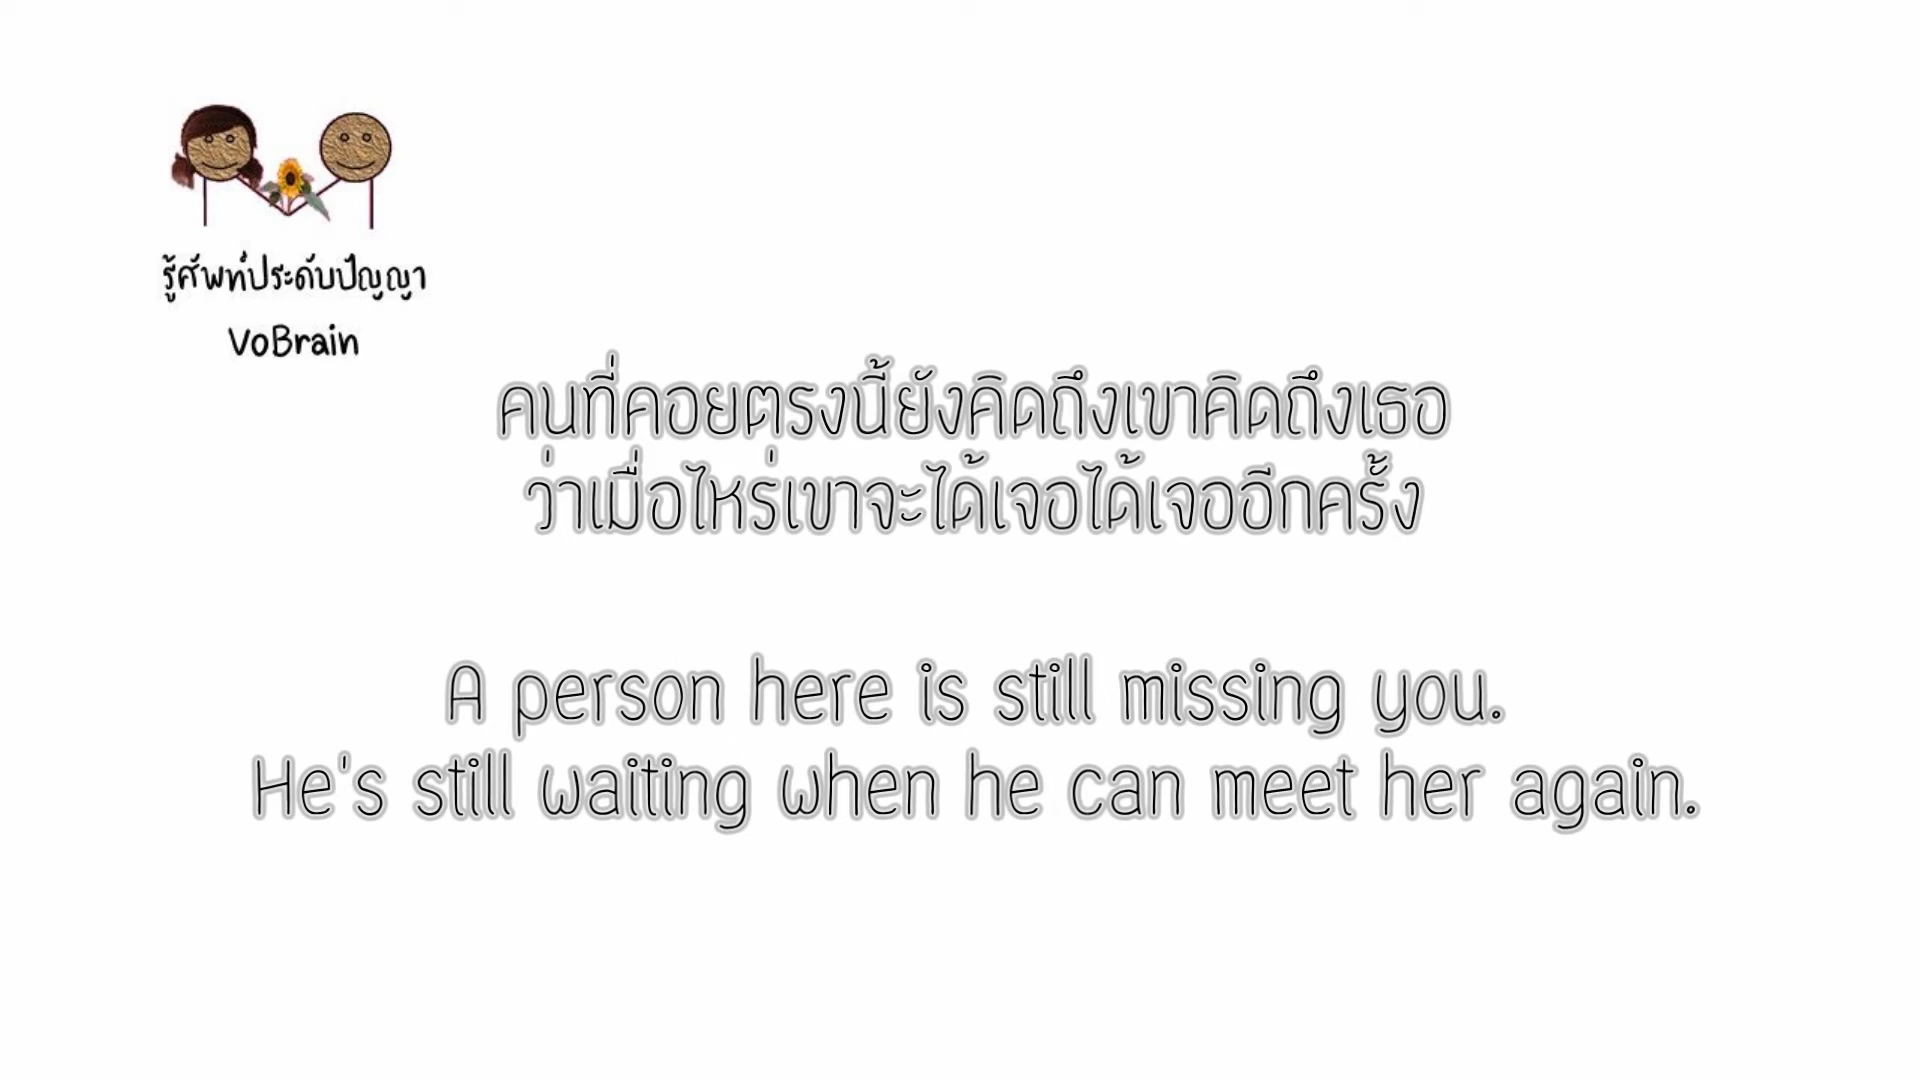 รู้ศัพท์ประดับปัญญา
VoBrain
คนที่คอยตรงนี้ยังคิดถึงเขาคิดถึงเธอ
ว่าเมื่อไหร่เขาจะได้เจอได้เจออีกครั้ง
A person here is still missing you.
He's still waiting when he can meet her again.